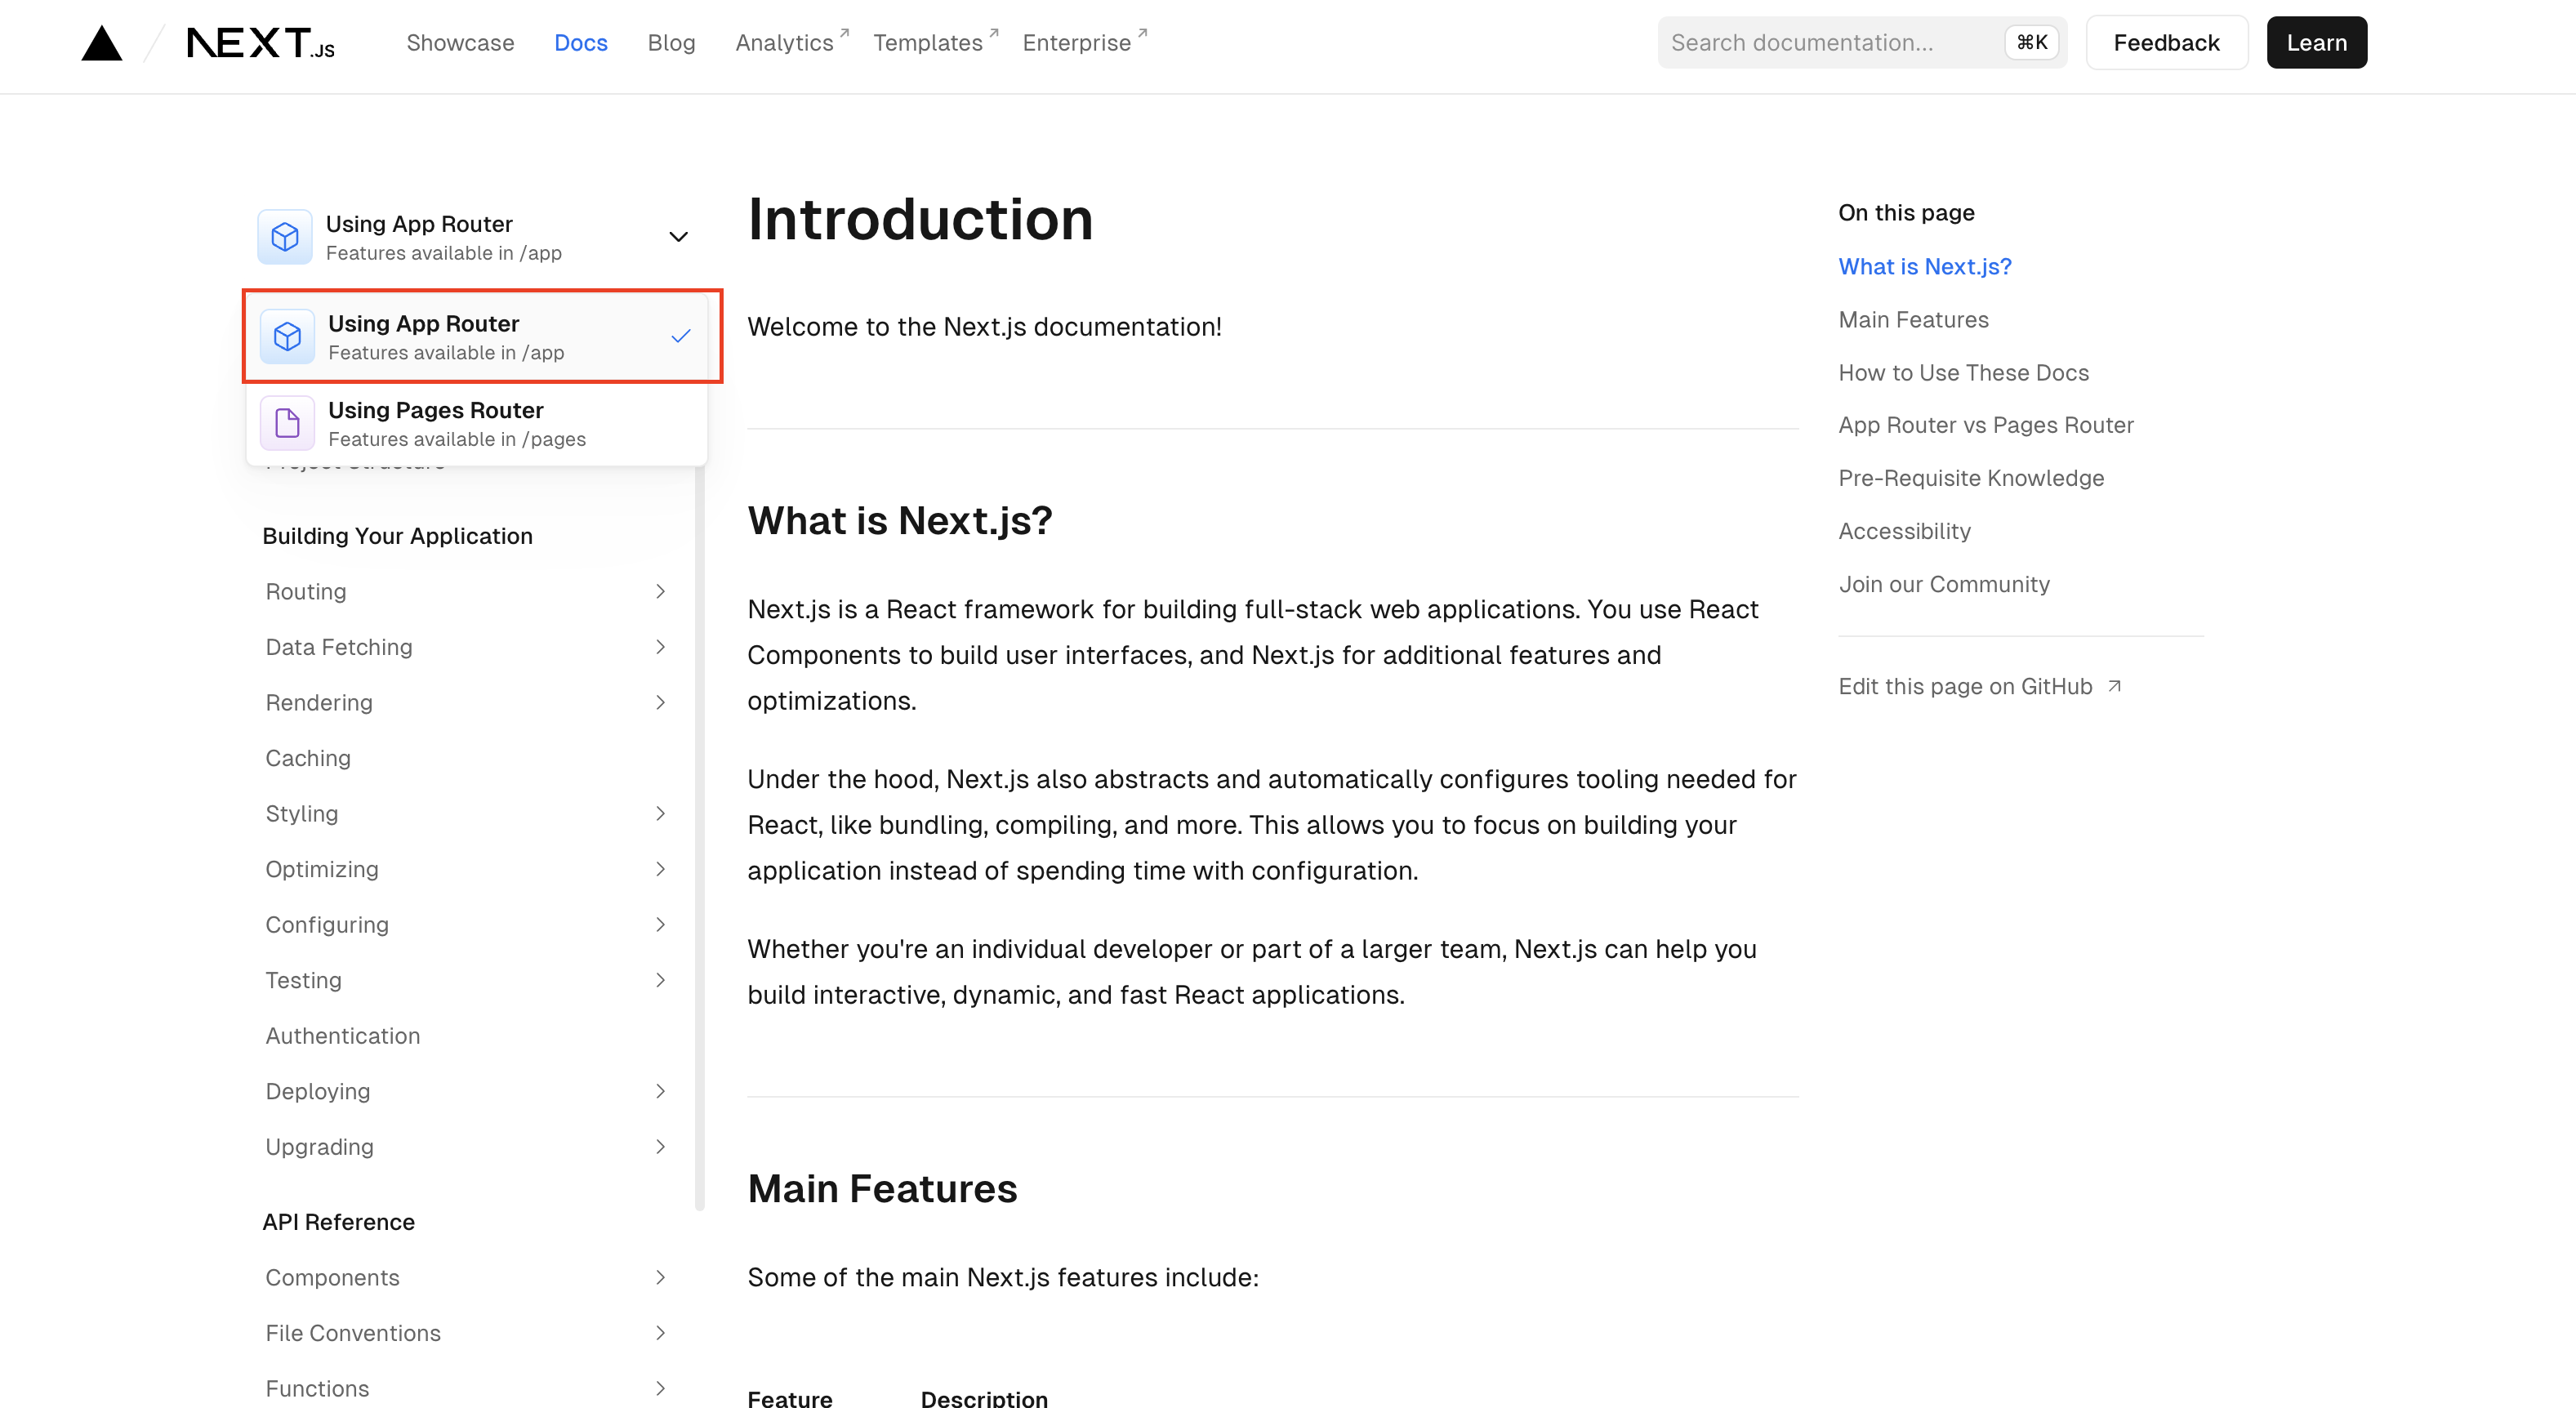 NEXT.JS
Showcase
Docs
Blog
Analytics
Templates
Enterprise
Search documentation...
⌘K
Feedback
Learn
Using App Router
Features available in /app
Using App Router
Features available in /app
Using Pages Router
Features available in /pages
Project Structure
Building Your Application
Routing
Data Fetching
Rendering
Caching
Styling
Optimizing
Configuring
Testing
Authentication
Deploying
Upgrading
API Reference
Components
File Conventions
Functions
Introduction
Welcome to the Next.js documentation!
What is Next.js?
Next.js is a React framework for building full-stack web applications. You use React
Components to build user interfaces, and Next.js for additional features and
optimizations.
Under the hood, Next.js also abstracts and automatically configures tooling needed for
React, like bundling, compiling, and more. This allows you to focus on building your
application instead of spending time with configuration.
Whether you're an individual developer or part of a larger team, Next.js can help you
build interactive, dynamic, and fast React applications.
Main Features
Some of the main Next.js features include:
Feature Description
On this page
What is Next.js?
Main Features
How to Use These Docs
App Router vs Pages Router
Pre-Requisite Knowledge
Accessibility
Join our Community
Edit this page on GitHub